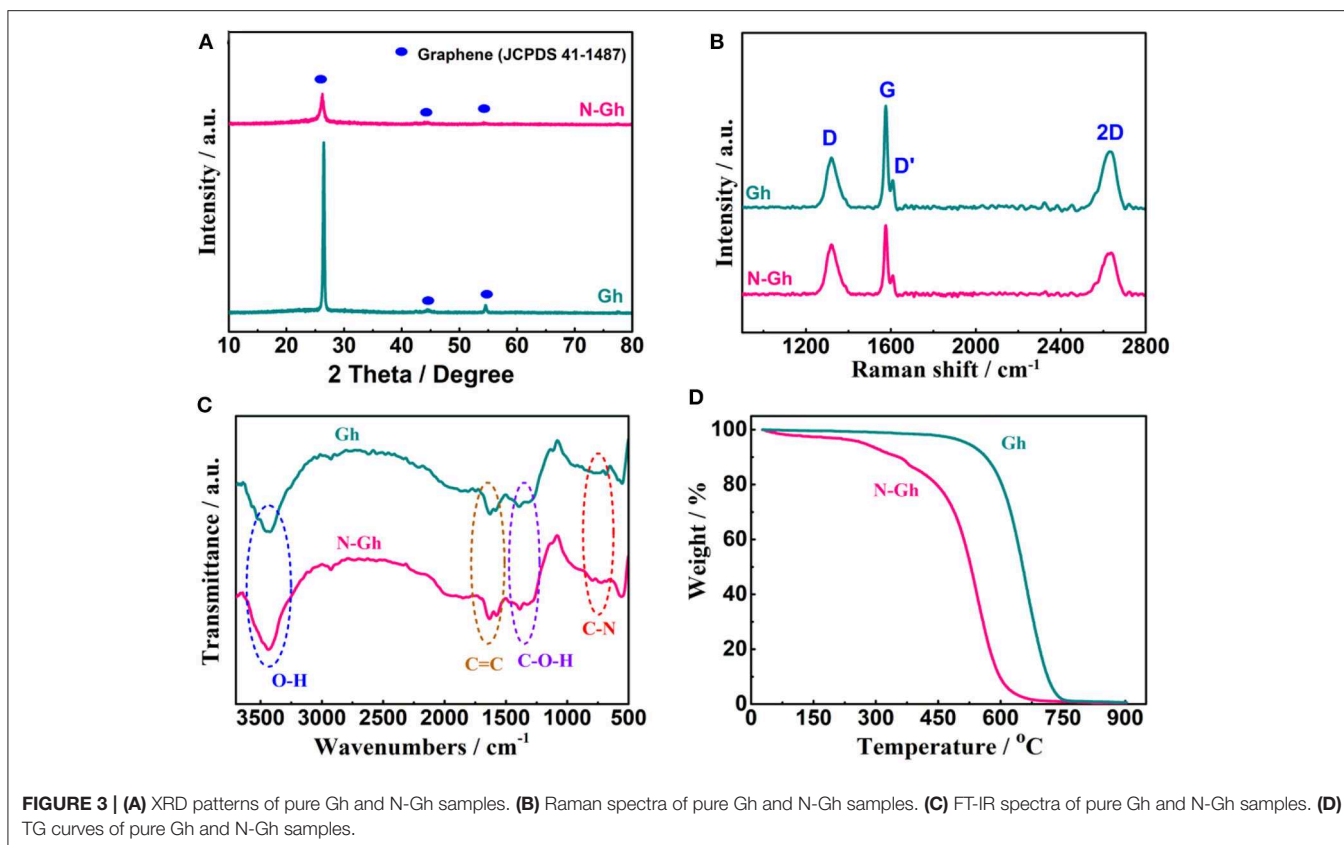 A
Graphene (JCPDS 41-1487)
N-Gh
Gh
Intensity / a.u.
10 20 30 40 50 60 70 80
2 Theta / Degree
B
G
D
D'
2D
Gh
N-Gh
Intensity / a.u.
1200 1600 2000 2400 2800
Raman shift / cm-1
C
Gh
N-Gh
O-H
C=C
C-O-H
C-N
Transmittance / a.u.
3500 3000 2500 2000 1500 1000 500
Wavenumbers / cm-1
D
100
80
60
40
20
0
Gh
N-Gh
Weight / %
0 150 300 450 600 750 900
Temperature / oC
FIGURE 3 | (A) XRD patterns of pure Gh and N-Gh samples. (B) Raman spectra of pure Gh and N-Gh samples. (C) FT-IR spectra of pure Gh and N-Gh samples. (D)
TG curves of pure Gh and N-Gh samples.